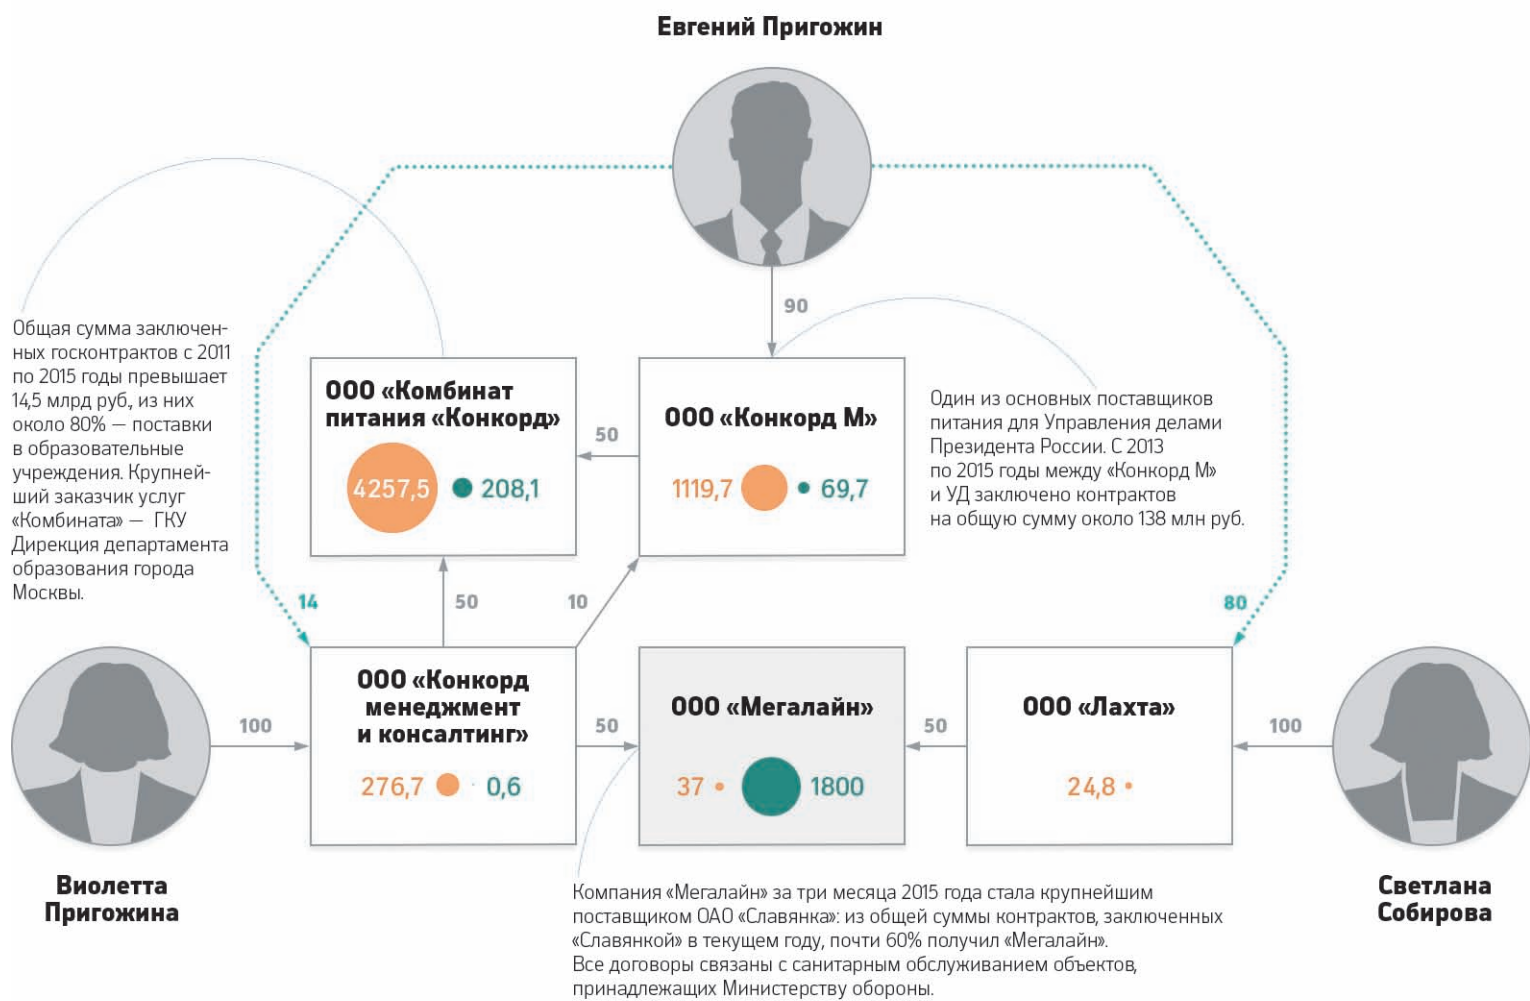 Евгений Пригожин
90
Общая сумма заключен-
ных госконтрактов с 2011
по 2015 годы превышает
14,5 млрд руб., из них
около 80% — поставки
в образовательные
учреждения. Крупней-
ший заказчик услуг
«Комбината» — ГКУ
Дирекция департамента
образования города
Москвы.
ООО «Комбинат
питания «Конкорд»
4257,5
208,1
50
ООО «Конкорд М»
1119,7
69,7
Один из основных поставщиков
питания для Управления делами
Президента России. С 2013
по 2015 годы между «Конкорд М»
и УД заключено контрактов
на общую сумму около 138 млн руб.
14
50
10
80
Виолетта
Пригожина
100
ООО «Конкорд
менеджмент
и консалтинг»
276,7
0,6
50
ООО «Мегалайн»
37
1800
50
ООО «Лахта»
24,8
100
Светлана
Собирова
Компания «Мегалайн» за три месяца 2015 года стала крупнейшим
поставщиком ОАО «Славянка»: из общей суммы контрактов, заключенных
«Славянкой» в текущем году, почти 60% получил «Мегалайн».
Все договоры связаны с санитарным обслуживанием объектов,
принадлежащих Министерству обороны.